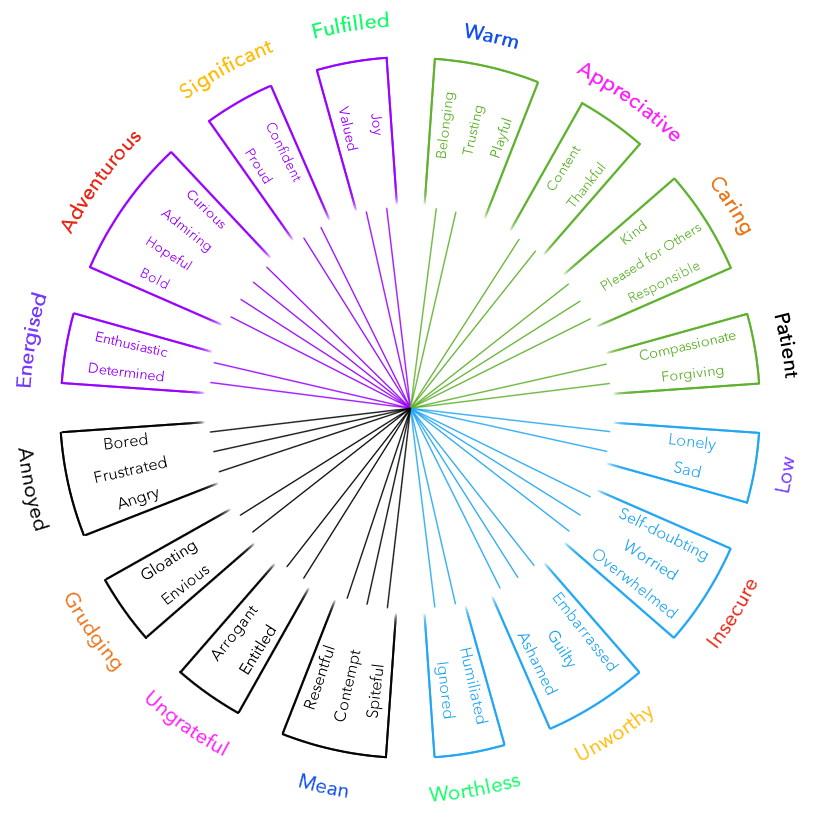 Fulfilled
Valued
Joy
Warm
Belonging
Trusting
Playful
Appreciative
Content
Thankful
Caring
Kind
Pleased for Others
Responsible
Patient
Compassionate
Forgiving
Low
Lonely
Sad
Insecure
Self-doubting
Worried
Overwhelmed
Unworthy
Embarrassed
Guilty
Ashamed
Worthless
Humiliated
Ignored
Mean
Resentful
Contempt
Spiteful
Ungrateful
Arrogant
Entitled
Grudging
Gloating
Envious
Annoyed
Bored
Frustrated
Angry
Energised
Enthusiastic
Determined
Adventurous
Curious
Admiring
Hopeful
Bold
Significant
Confident
Proud